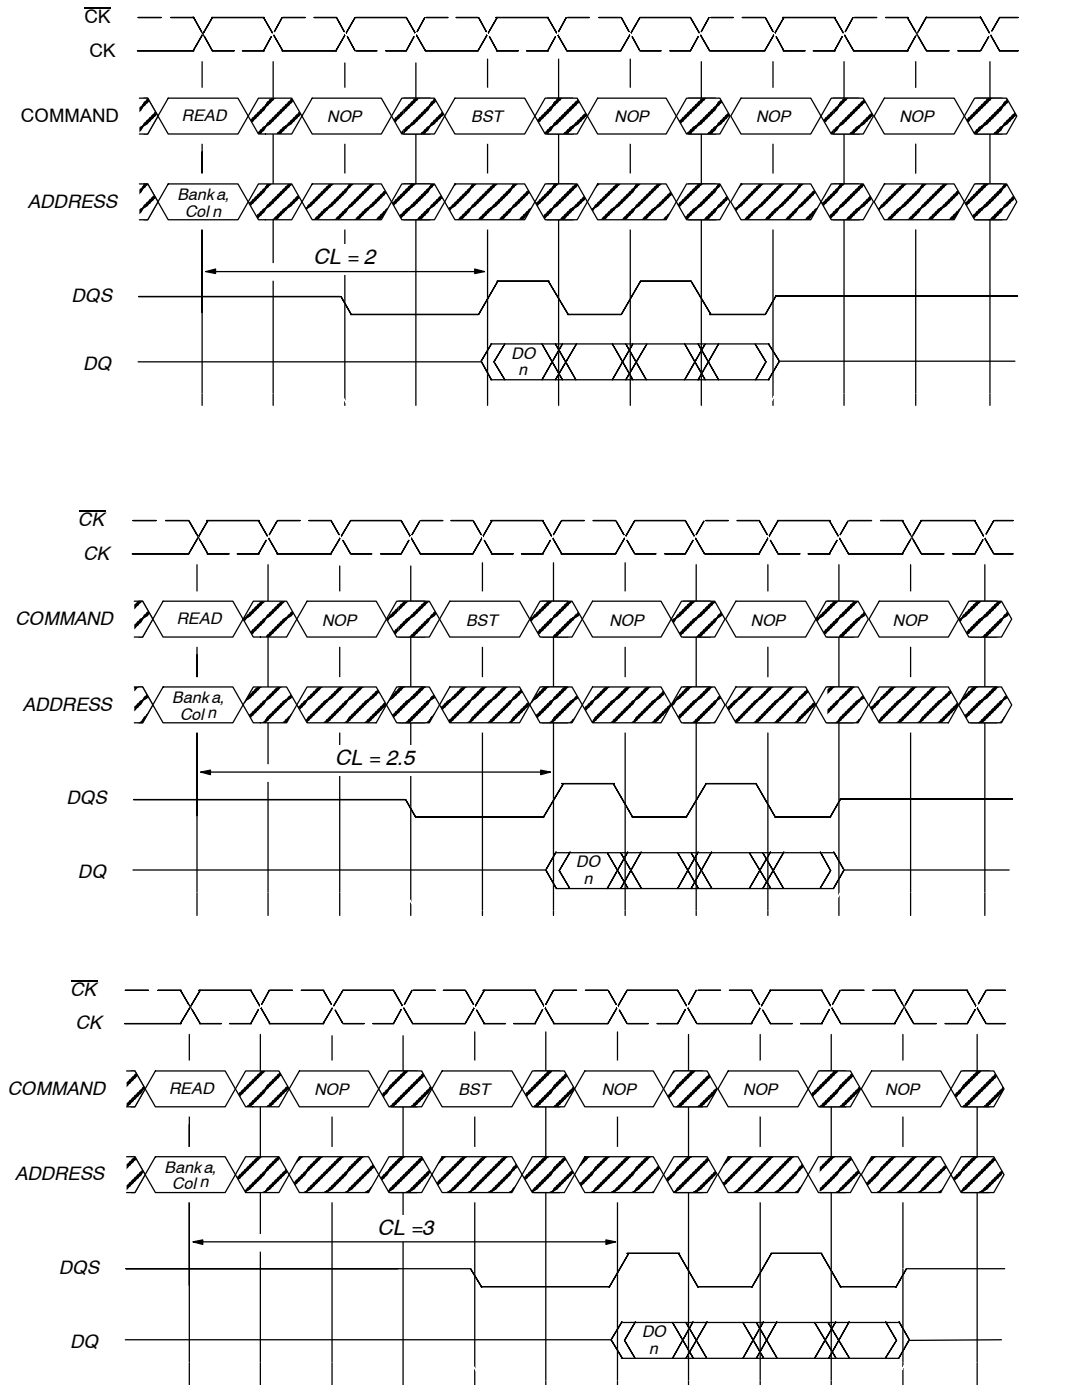 CK
CK
COMMAND READ NOP BST NOP NOP NOP
ADDRESS Bank a, Col n
CL = 2
DQS
DQ DO n
CK
CK
COMMAND READ NOP BST NOP NOP NOP
ADDRESS Bank a, Col n
CL = 2.5
DQS
DQ DO n
CK
CK
COMMAND READ NOP BST NOP NOP NOP
ADDRESS Bank a, Col n
CL =3
DQS
DQ DO n